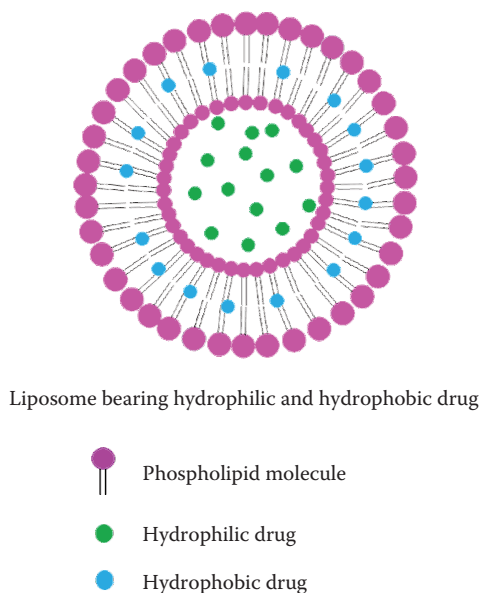 Liposome bearing hydrophilic and hydrophobic drug
Phospholipid molecule
Hydrophilic drug
Hydrophobic drug